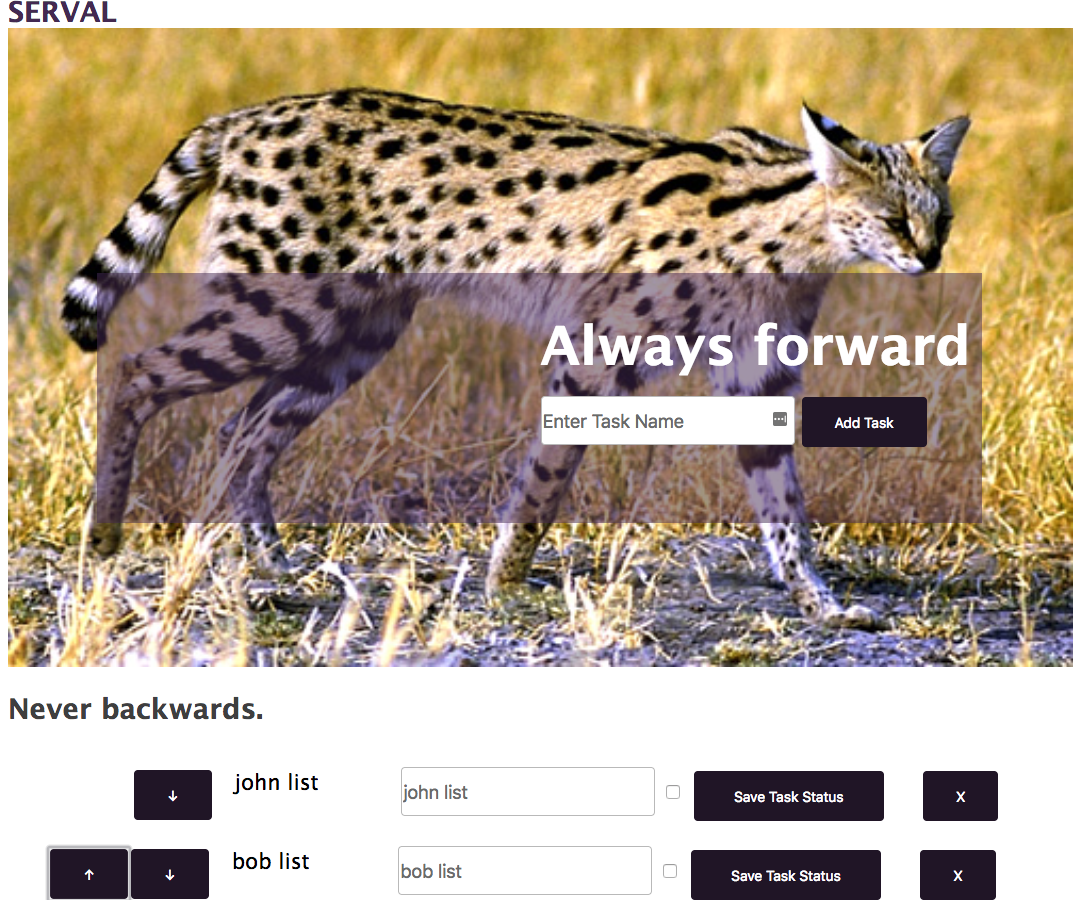 SERVAL
Always forward
Enter Task Name Add Task
Never backwards.
↓ john list john list Save Task Status X
↑ ↓ bob list bob list Save Task Status X